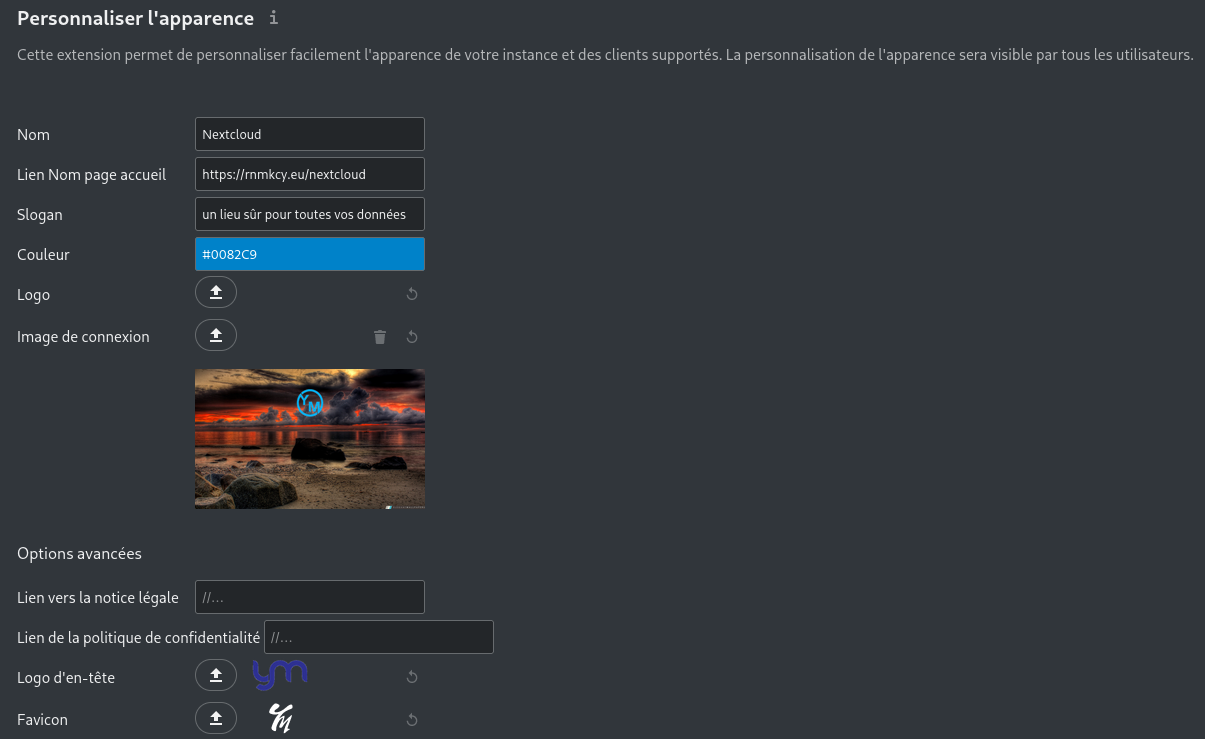 Personnaliser l'apparence
Cette extension permet de personnaliser facilement l'apparence de votre instance et des clients supportés. La personnalisation de l'apparence sera visible par tous les utilisateurs.
Nom Nextcloud
Lien Nom page accueil https://rnmkcy.eu/nextcloud
Slogan un lieu sûr pour toutes vos données
Couleur #0082C9
Logo
Image de connexion
YM
Options avancées
Lien vers la notice légale //...
Lien de la politique de confidentialité //...
Logo d'en-tête ym
Favicon YM